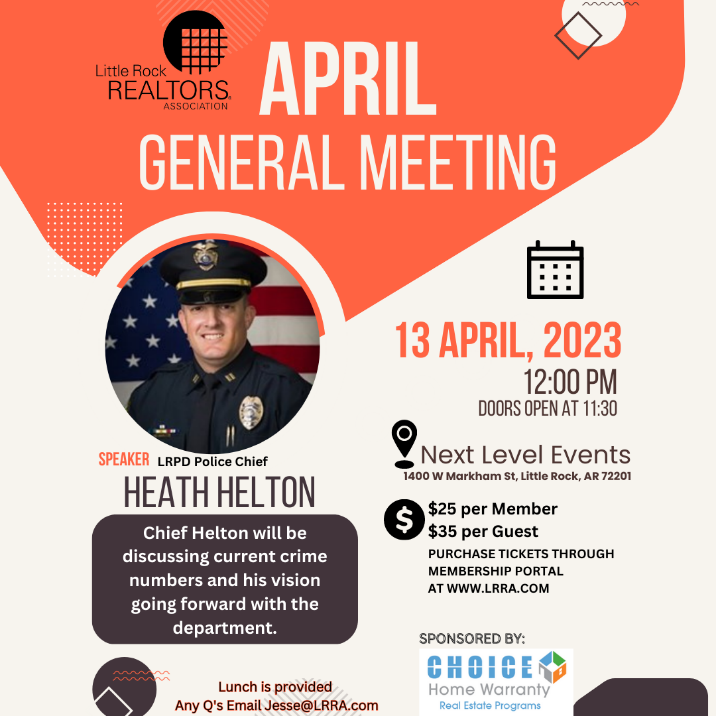 Little Rock
REALTORS®
ASSOCIATION
APRIL
GENERAL MEETING
13 APRIL, 2023
12:00 PM
DOORS OPEN AT 11:30
SPEAKER LRPD Police Chief
HEATH HELTON
Chief Helton will be
discussing current crime
numbers and his vision
going forward with the
department.
Next Level Events
1400 W Markham St, Little Rock, AR 72201
$
$25 per Member
$35 per Guest
PURCHASE TICKETS THROUGH
MEMBERSHIP PORTAL
AT WWW.LRRA.COM
SPONSORED BY:
CHOICE
Home Warranty
Real Estate Programs
Lunch is provided
Any Q's Email Jesse@LRRA.com